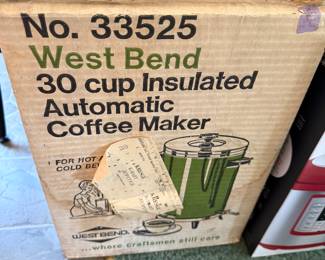 No. 33525
West Bend
30 cup Insulated
Automatic
Coffee Maker
FOR HOT
COLD BE
WEST BEND
...where craftsmen still care